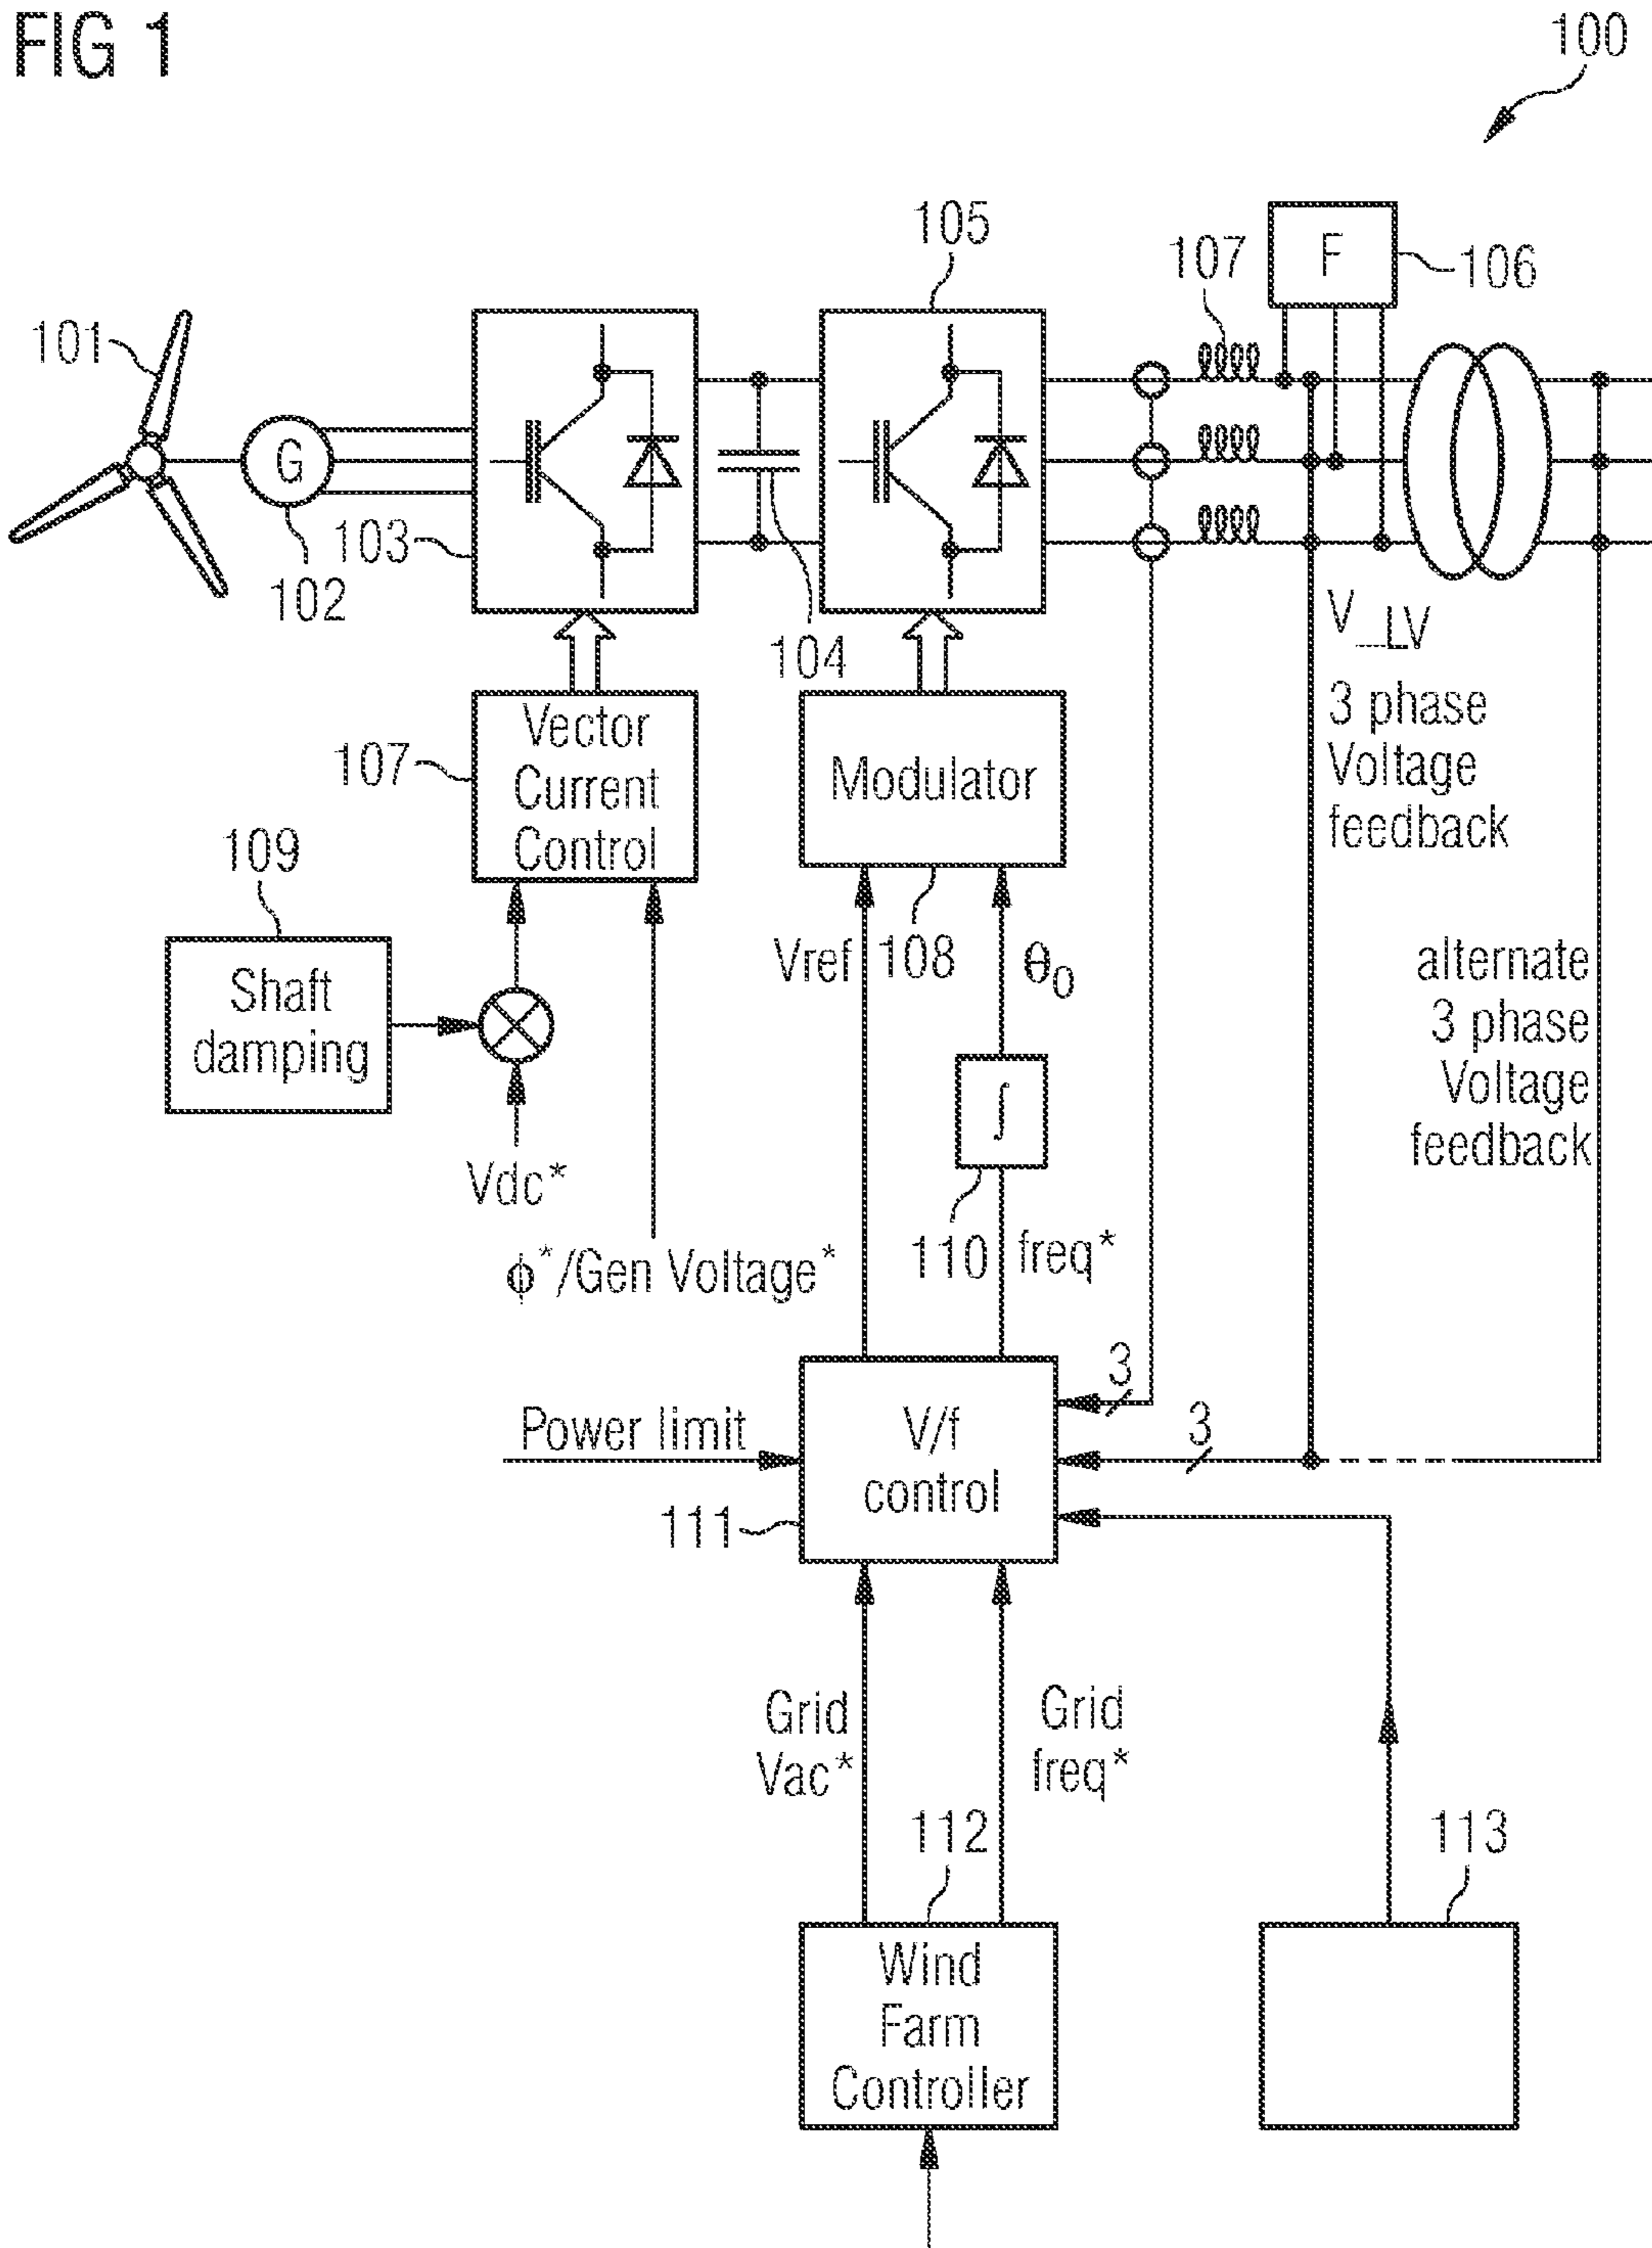 FIG 1
100
105
107
F
106
101
G
103
102
104
V_LV
3 phase
Voltage
feedback
Vector
Current
Control
107
Modulator
109
Shaft
damping
Vref
108
θ0
alternate
3 phase
Voltage
feedback
∫
Vdc*
110
freq*
ϕ*/Gen Voltage*
3
Power limit
V/f
control
3
111
Grid
Vac*
Grid
freq*
112
113
Wind
Farm
Controller